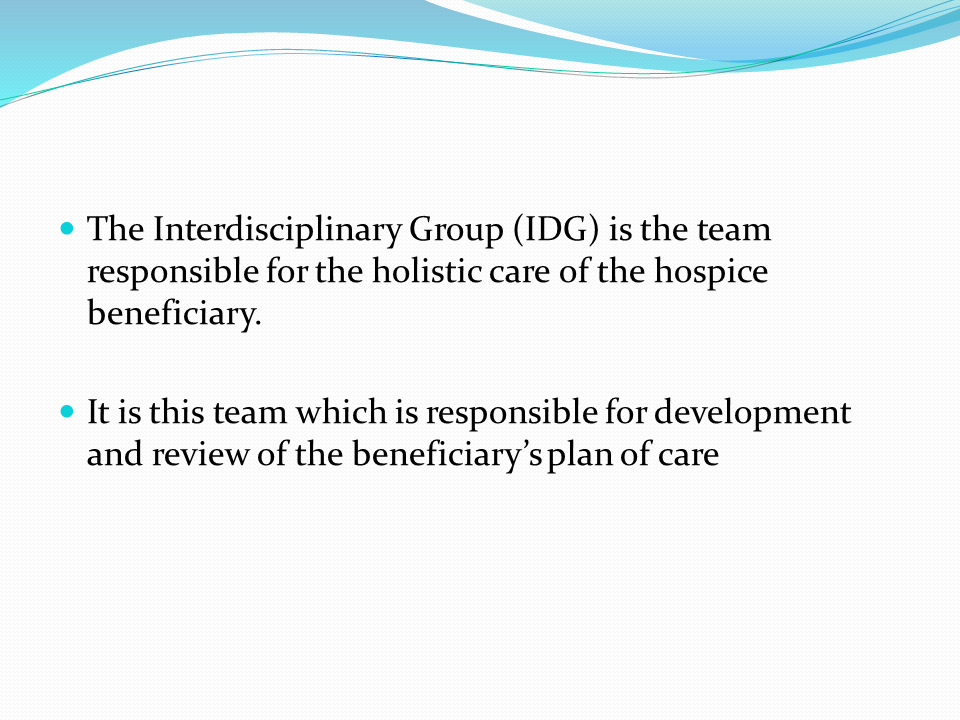 The Interdisciplinary Group (IDG) is the team
responsible for the holistic care of the hospice
beneficiary.
It is this team which is responsible for development
and review of the beneficiary’s plan of care